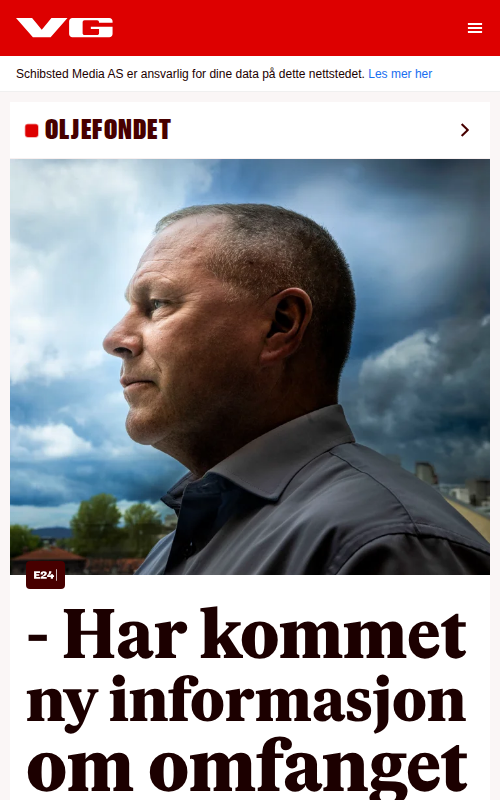 VG
Schibsted Media AS er ansvarlig for dine data på dette nettstedet. Les mer her
OLJEFONDET
E24
- Har kommet
ny informasjon
om omfanget